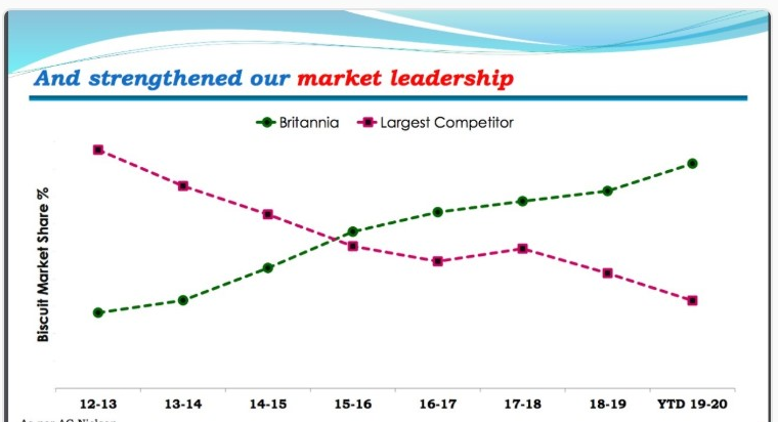 And strengthened our market leadership
Britannia Largest Competitor
Biscuit Market Share %
12-13 13-14 14-15 15-16 16-17 17-18 18-19 YTD 19-20